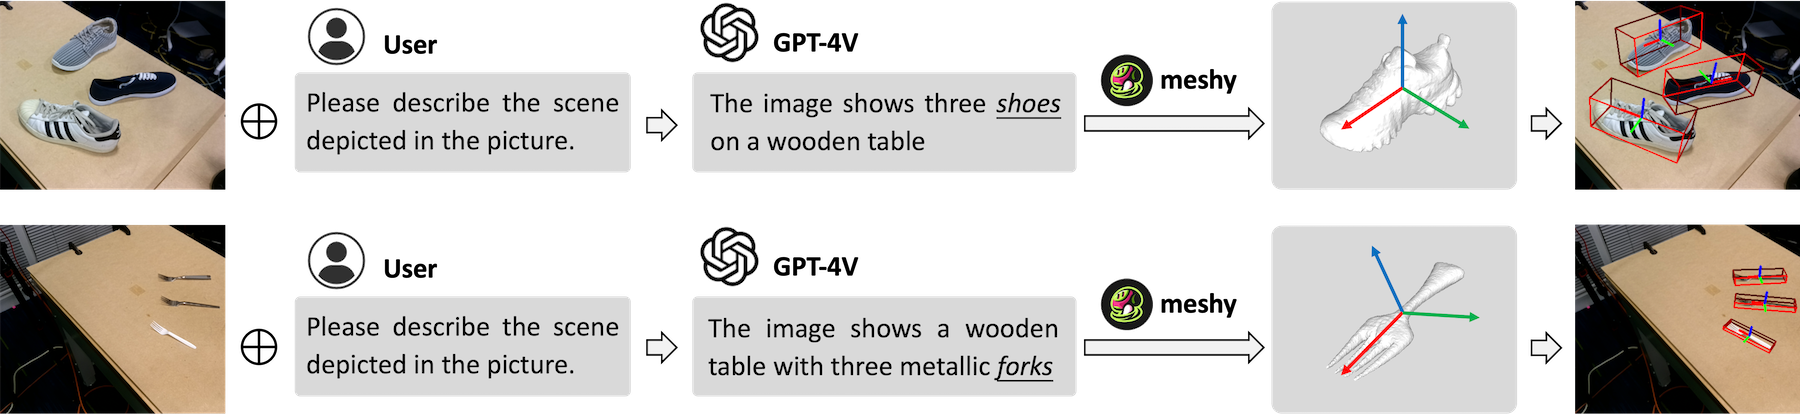 User
Please describe the scene
depicted in the picture.
GPT-4V
The image shows three shoes
on a wooden table
meshy
User
Please describe the scene
depicted in the picture.
GPT-4V
The image shows a wooden
table with three metallic forks
meshy